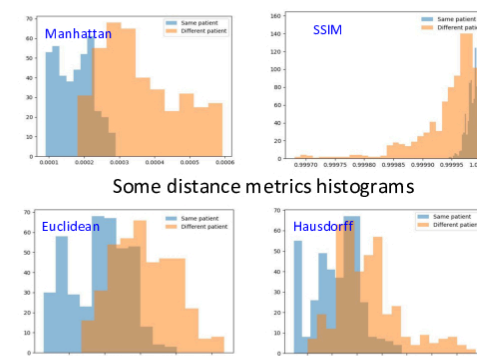 Manhattan
Same patient
Different patient
70
60
50
40
30
20
10
0
0.0001 0.0002 0.0003 0.0004 0.0005 0.0006
SSIM
Same patient
Different patie
160
140
120
100
80
60
40
20
0
0.99970 0.99975 0.99980 0.99985 0.99990 0.99995 1.0
Some distance metrics histograms
Euclidean
Same patient
Different patient
70
60
50
40
30
20
10
0
Hausdorff
Same patient
Different patient
70
60
50
40
30
20
10
0